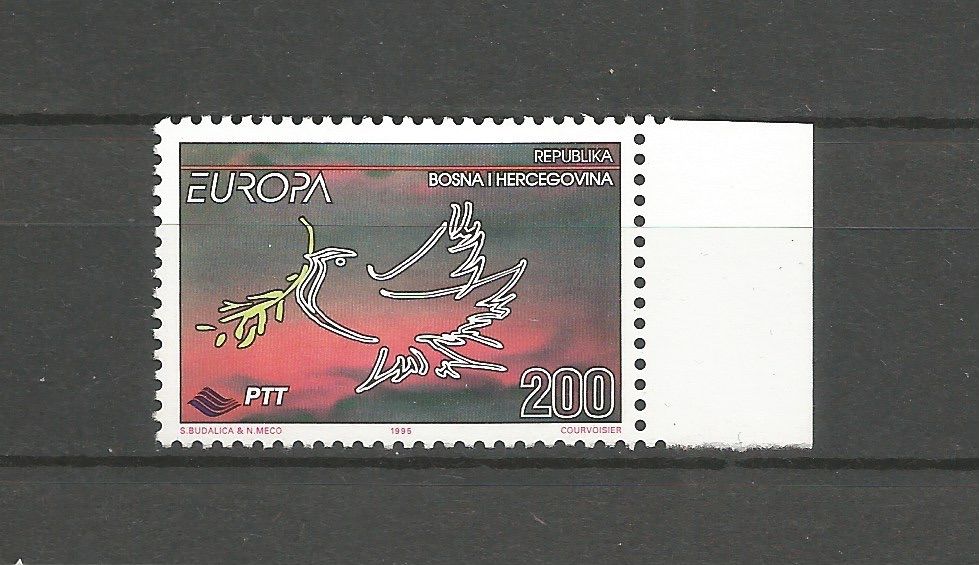 REPUBLIKA
BOSNA I HERCEGOVINA
EUROPA
PTT
200
S.BUDALICA & N.MECO 1995 COURVOISIER